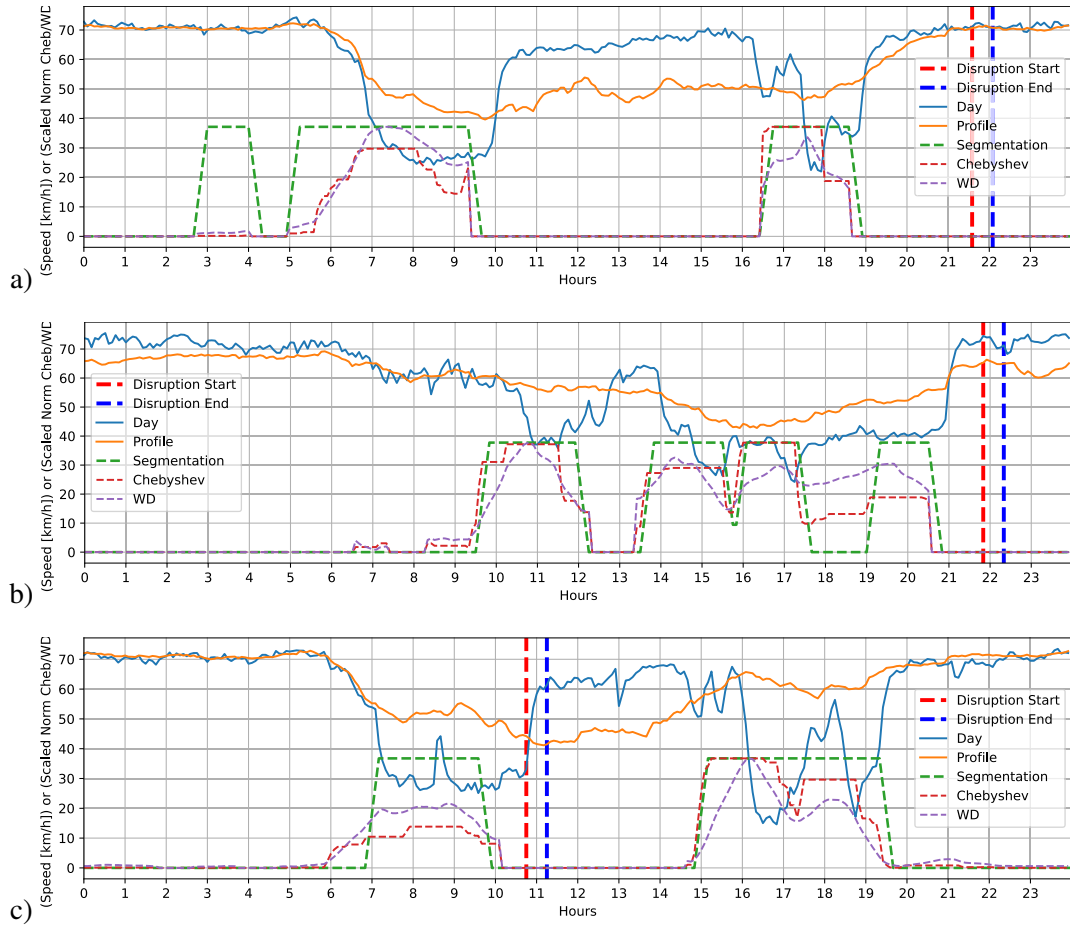 (Speed [km/h]) or (Scaled Norm Cheb/WD
70
60
50
40
30
20
10
0
Disruption Start
Disruption End
Day
Profile
Segmentation
Chebyshev
WD
0 1 2 3 4 5 6 7 8 9 10 11 12 13 14 15 16 17 18 19 20 21 22 23
Hours
a)
(Speed [km/h]) or (Scaled Norm Cheb/WD
70
60
50
40
30
20
10
0
Disruption Start
Disruption End
Day
Profile
Segmentation
Chebyshev
WD
0 1 2 3 4 5 6 7 8 9 10 11 12 13 14 15 16 17 18 19 20 21 22 23
b)
(Speed [km/h]) or (Scaled Norm Cheb/WD
70
60
50
40
30
20
10
0
Disruption Start
Disruption End
Day
Profile
Segmentation
Chebyshev
WD
0 1 2 3 4 5 6 7 8 9 10 11 12 13 14 15 16 17 18 19 20 21 22 23
Hours
c)